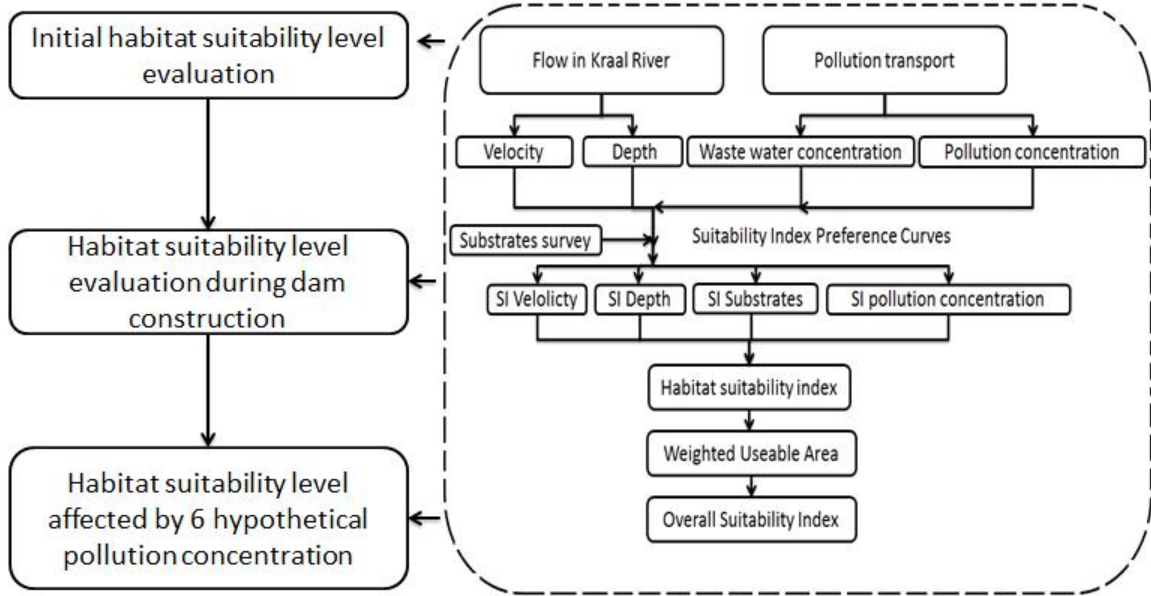 Initial habitat suitability level
evaluation
Habitat suitability level
evaluation during dam
construction
Habitat suitability level
affected by 6 hypothetical
pollution concentration
Flow in Kraal River
Pollution transport
Velocity
Depth
Waste water concentration
Pollution concentration
Substrates survey
Suitability Index Preference Curves
SI Velolicty
SI Depth
SI Substrates
SI pollution concentration
Habitat suitability index
Weighted Useable Area
Overall Suitability Index